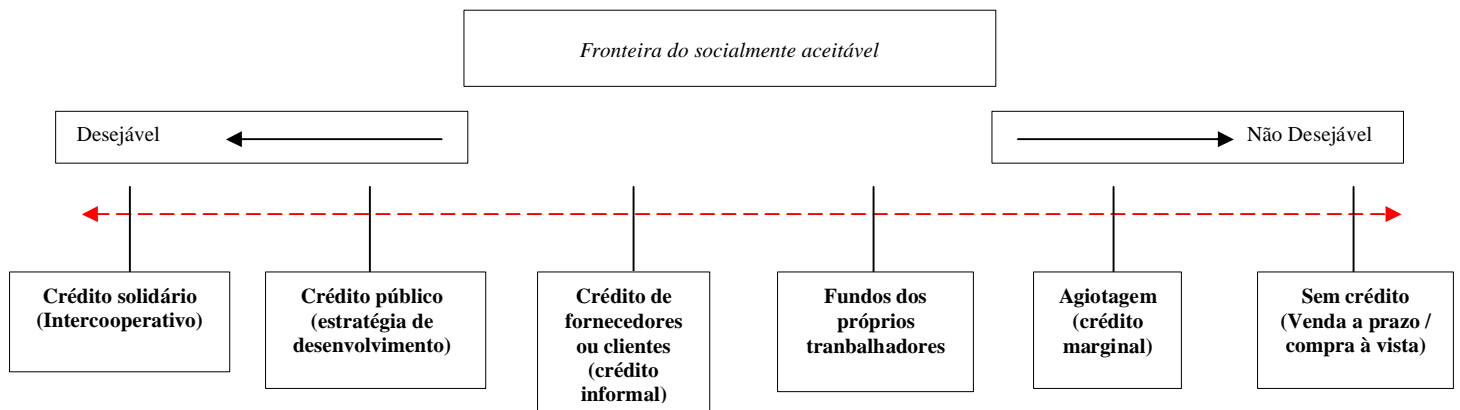 Fronteira do socialmente aceitável
Desejável
Não Desejável
Crédito solidário
(Intercooperativo)
Crédito público
(estratégia de
desenvolvimento)
Crédito de
fornecedores
ou clientes
(crédito
informal)
Fundos dos
próprios
tranbalhadores
Agiotagem
(crédito
marginal)
Sem crédito
(Venda a prazo /
compra à vista)